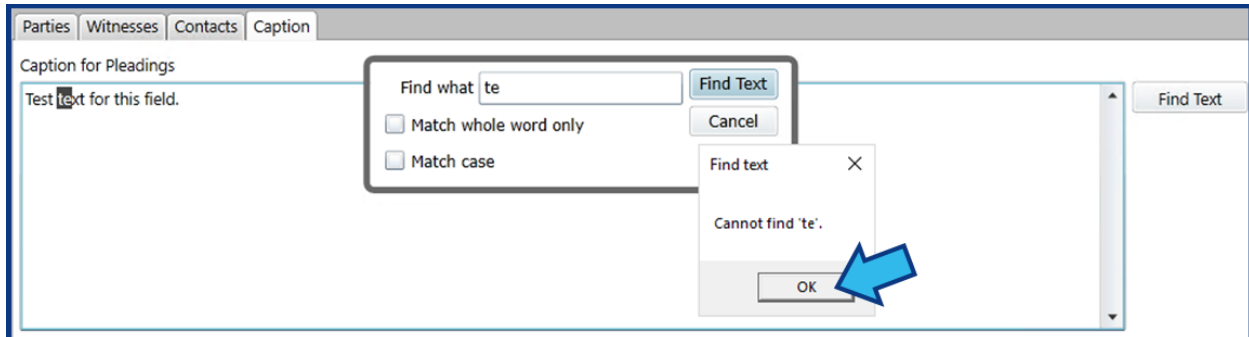 Parties Witnesses Contacts Caption
Caption for Pleadings
Test text for this field.
Find what te Find Text
Match whole word only Cancel
Match case
Find Text
Find text
Cannot find 'te'.
OK